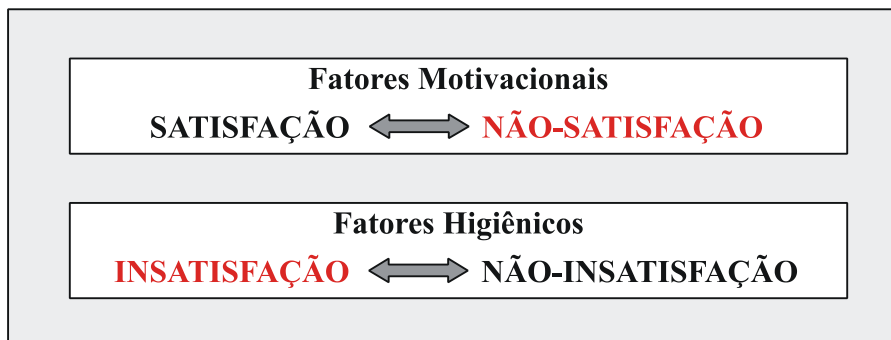 Fatores Motivacionais
SATISFAÇÃO NÃO-SATISFAÇÃO
Fatores Higiênicos
INSATISFAÇÃO NÃO-INSATISFAÇÃO